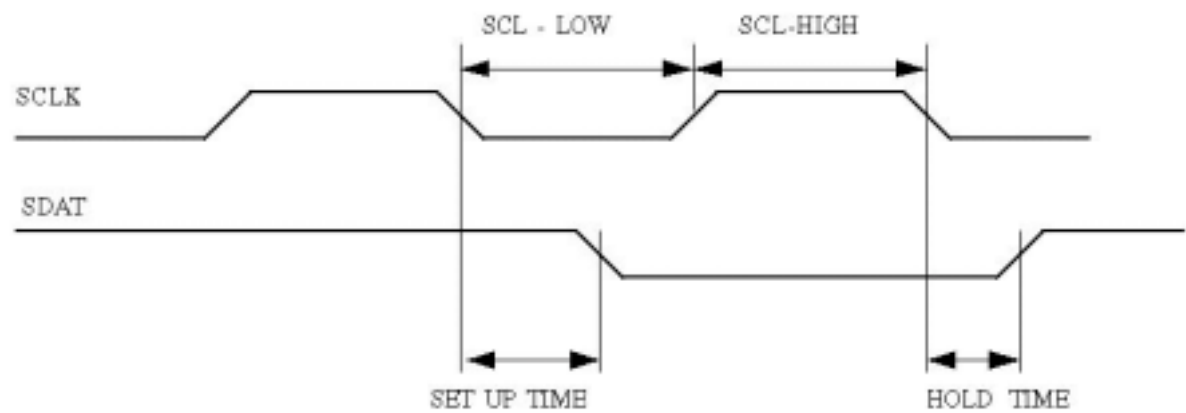 SCL - LOW
SCL-HIGH
SCLK
SDAT
SET UP TIME
HOLD TIME